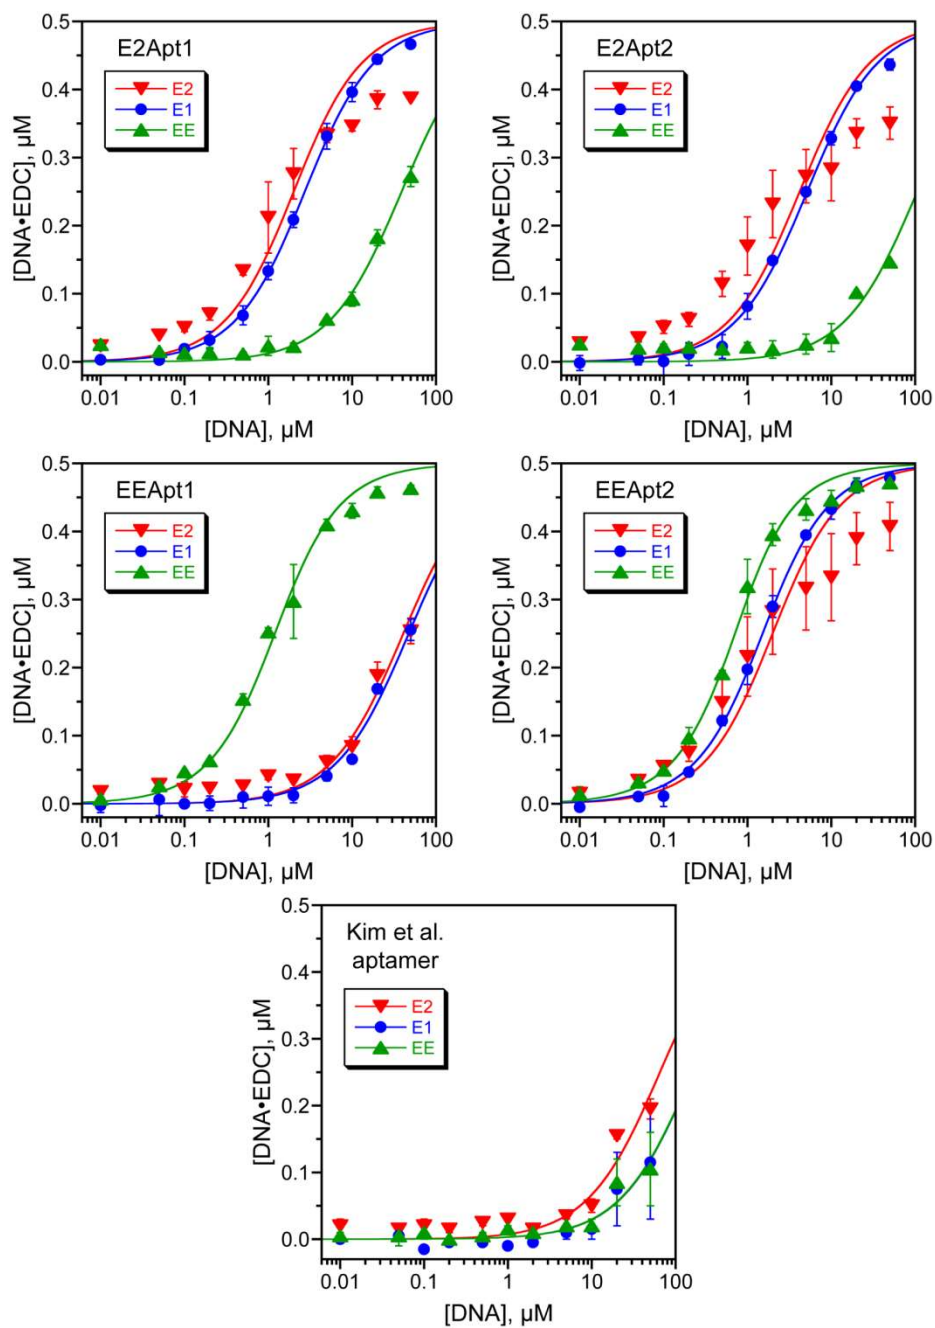 E2Apt1
E2
E1
EE
0.5
0.4
0.3
0.2
0.1
0.0
[DNA•EDC], µM
0.01 0.1 1 10 100
[DNA], µM
E2Apt2
E2
E1
EE
0.5
0.4
0.3
0.2
0.1
0.0
[DNA•EDC], µM
0.01 0.1 1 10 100
[DNA], µM
EEApt1
E2
E1
EE
0.5
0.4
0.3
0.2
0.1
0.0
[DNA•EDC], µM
0.01 0.1 1 10 100
[DNA], µM
EEApt2
E2
E1
EE
0.5
0.4
0.3
0.2
0.1
0.0
[DNA•EDC], µM
0.01 0.1 1 10 100
[DNA], µM
Kim et al.
aptamer
E2
E1
EE
0.5
0.4
0.3
0.2
0.1
0.0
[DNA•EDC], µM
0.01 0.1 1 10 100
[DNA], µM